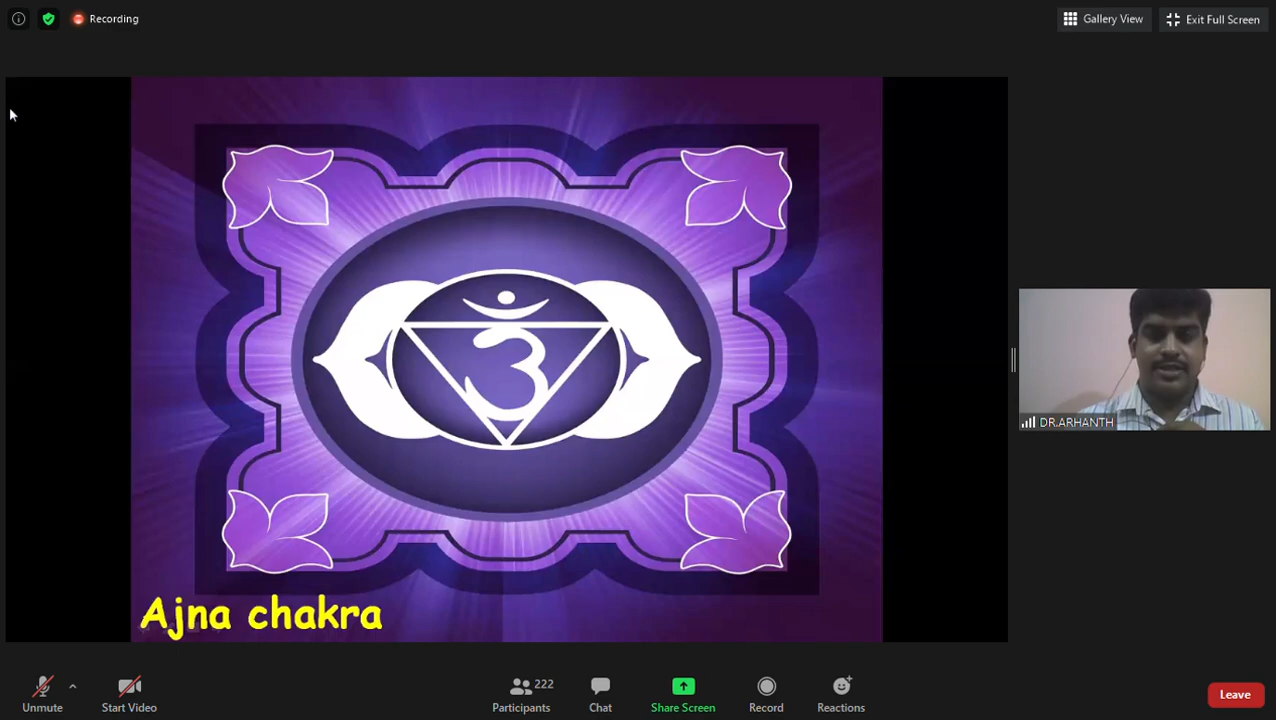 Recording
Gallery View
Exit Full Screen
DR.ARHANTH
Ajna chakra
Unmute
Start Video
222
Participants
Chat
Share Screen
Record
Reactions
Leave